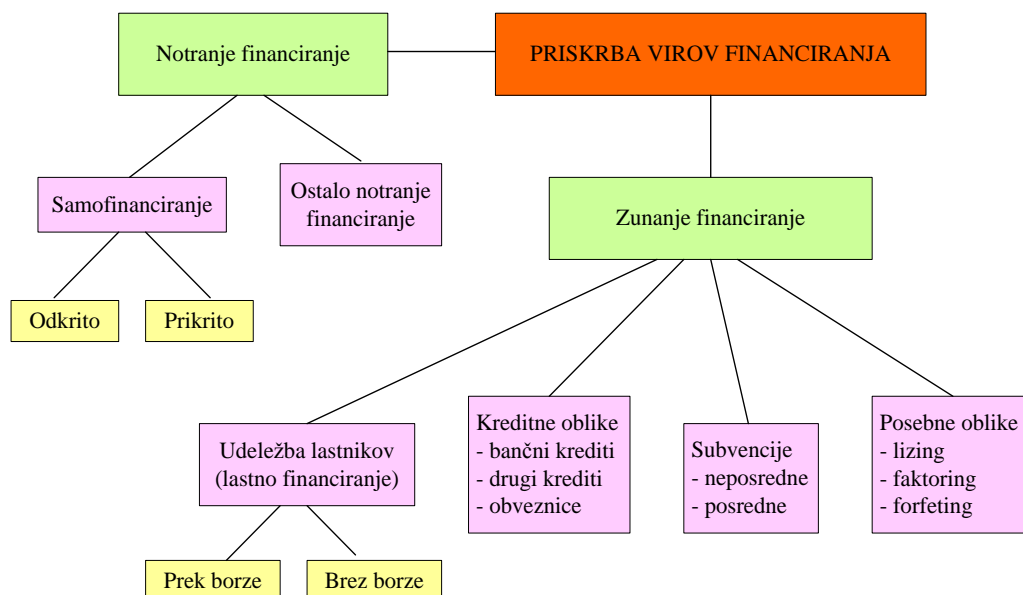 Notranje financiranje
PRISKRBA VIROV FINANCIRANJA
Samofinanciranje
Ostalo notranje
financiranje
Zunanje financiranje
Odkrito
Prikrito
Udeležba lastnikov
(lastno financiranje)
Kreditne oblike
- bančni krediti
- drugi krediti
- obveznice
Subvencije
- neposredne
- posredne
Posebne oblike
- lizing
- faktoring
- forfeting
Prek borze
Brez borze